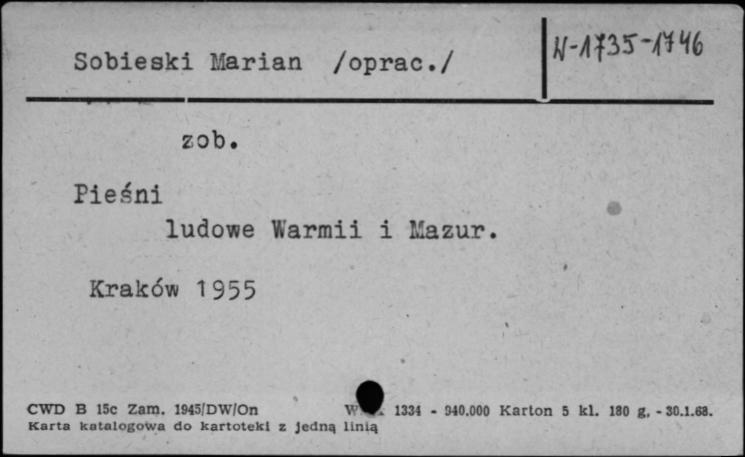 Sobieski Marian /oprac./
N-1735-1746
zob.
Pieśni
ludowe Warmii i Mazur.
Kraków 1955
CWD B 15c Zam. 1945/DW/On 1334 - 940.000 Karton 5 kl. 180 g. - 30.1.68.
Karta katalogowa do kartoteki z jedną linią